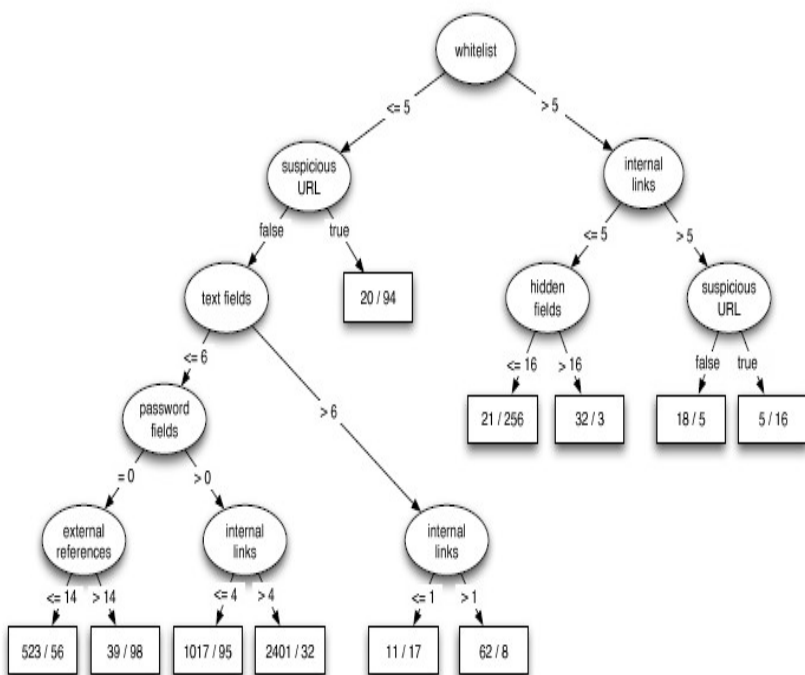 whitelist
<= 5
> 5
suspicious
URL
internal
links
false
true
<= 5
> 5
text fields
20 / 94
hidden
fields
suspicious
URL
<= 6
> 6
<= 16
> 16
false
true
password
fields
21 / 256
32 / 3
18 / 5
5 / 16
= 0
> 0
external
references
internal
links
internal
links
<= 14
> 14
<= 4
> 4
<= 1
> 1
523 / 56
39 / 98
1017 / 95
2401 / 32
11 / 17
62 / 8